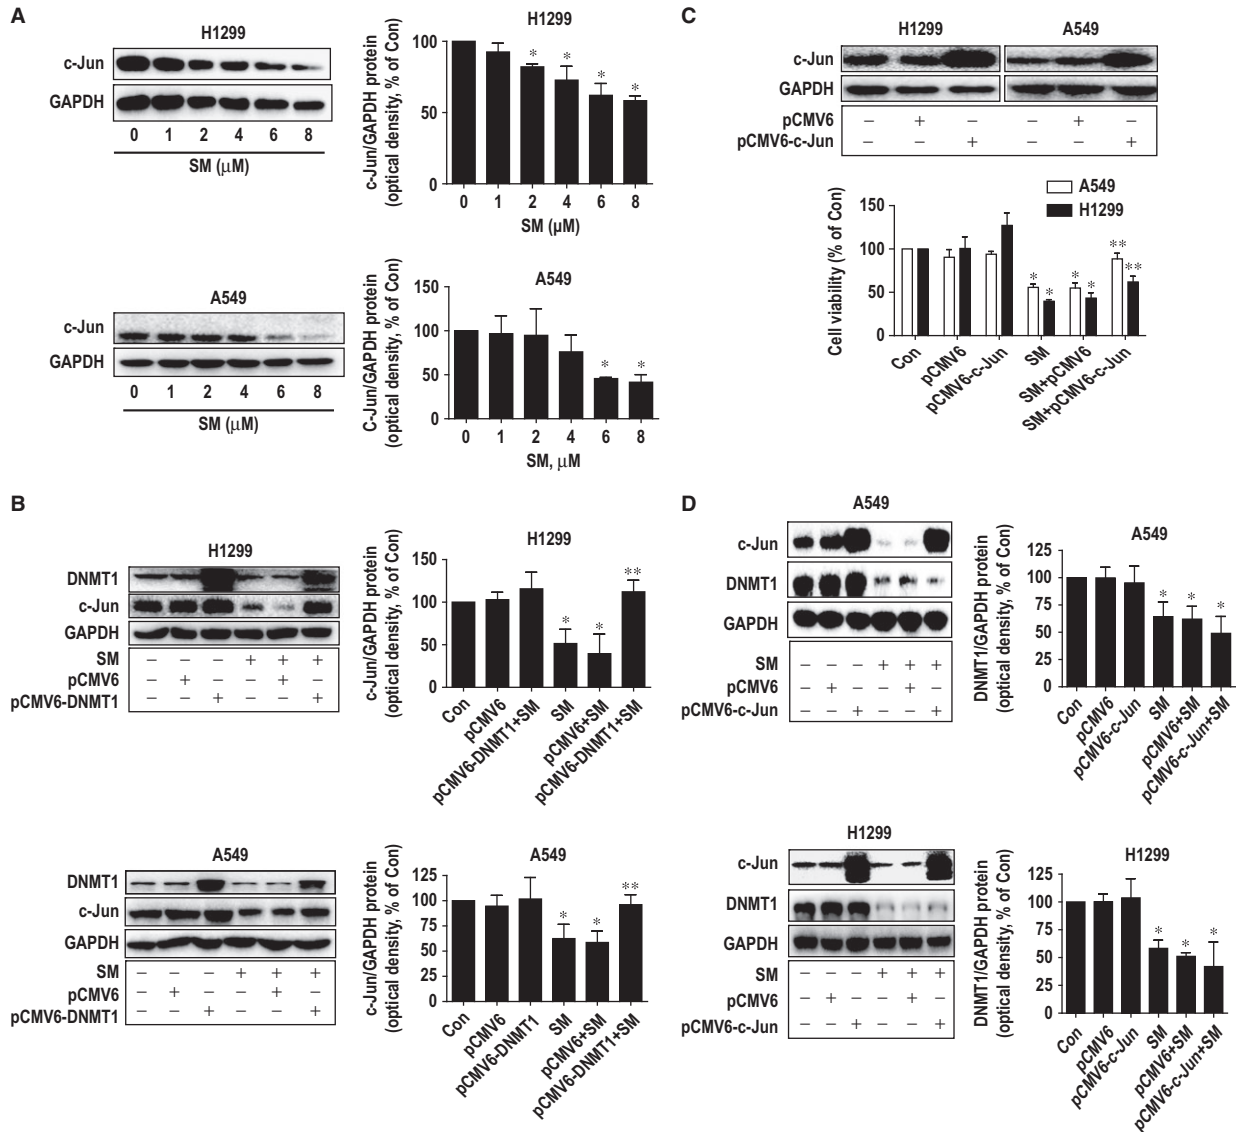 A
H1299
c-Jun
GAPDH
0 1 2 4 6 8
SM (μM)
H1299
c-Jun/GAPDH protein
(optical density, % of Con)
100
50
0
* * * *
0 1 2 4 6 8
SM (μM)
A549
c-Jun
GAPDH
0 1 2 4 6 8
SM (μM)
A549
C-Jun/GAPDH protein
(optical density, % of Con)
150
100
50
0
* *
0 1 2 4 6 8
SM, μM
B
H1299
DNMT1
c-Jun
GAPDH
SM − − − + + +
pCMV6 − + − − + −
pCMV6-DNMT1 − − + − − +
H1299
c-Jun/GAPDH protein
(optical density, % of Con)
150
100
50
0
* * **
Con
pCMV6
pCMV6-DNMT1+SM
SM
pCMV6+SM
pCMV6-DNMT1+SM
A549
DNMT1
c-Jun
GAPDH
SM − − − + + +
pCMV6 − + − − + −
pCMV6-DNMT1 − − + − − +
A549
c-Jun/GAPDH protein
(optical density, % of Con)
125
100
75
50
25
0
* * **
Con
pCMV6
pCMV6-DNMT1
SM
pCMV6+SM
pCMV6-DNMT1+SM
C
H1299 A549
c-Jun
GAPDH
pCMV6 − + − − + −
pCMV6-c-Jun − − + − − +
A549
H1299
Cell viability (% of Con)
150
100
50
0
* * * * ** **
Con
pCMV6
pCMV6-c-Jun
SM
SM+pCMV6
SM+pCMV6-c-Jun
D
A549
c-Jun
DNMT1
GAPDH
SM − − − + + +
pCMV6 − + − − + −
pCMV6-c-Jun − − + − − +
A549
DNMT1/GAPDH protein
(optical density, % of Con)
125
100
75
50
25
0
* * *
Con
pCMV6
pCMV6-c-Jun
SM
pCMV6+SM
pCMV6-c-Jun+SM
H1299
c-Jun
DNMT1
GAPDH
SM − − − + + +
pCMV6 − + − − + −
pCMV6-c-Jun − − + − − +
H1299
DNMT1/GAPDH protein
(optical density, % of Con)
125
100
75
50
25
0
* * *
Con
pCMV6
pCMV6-c-Jun
SM
pCMV6+SM
pCMV6-c-Jun+SM